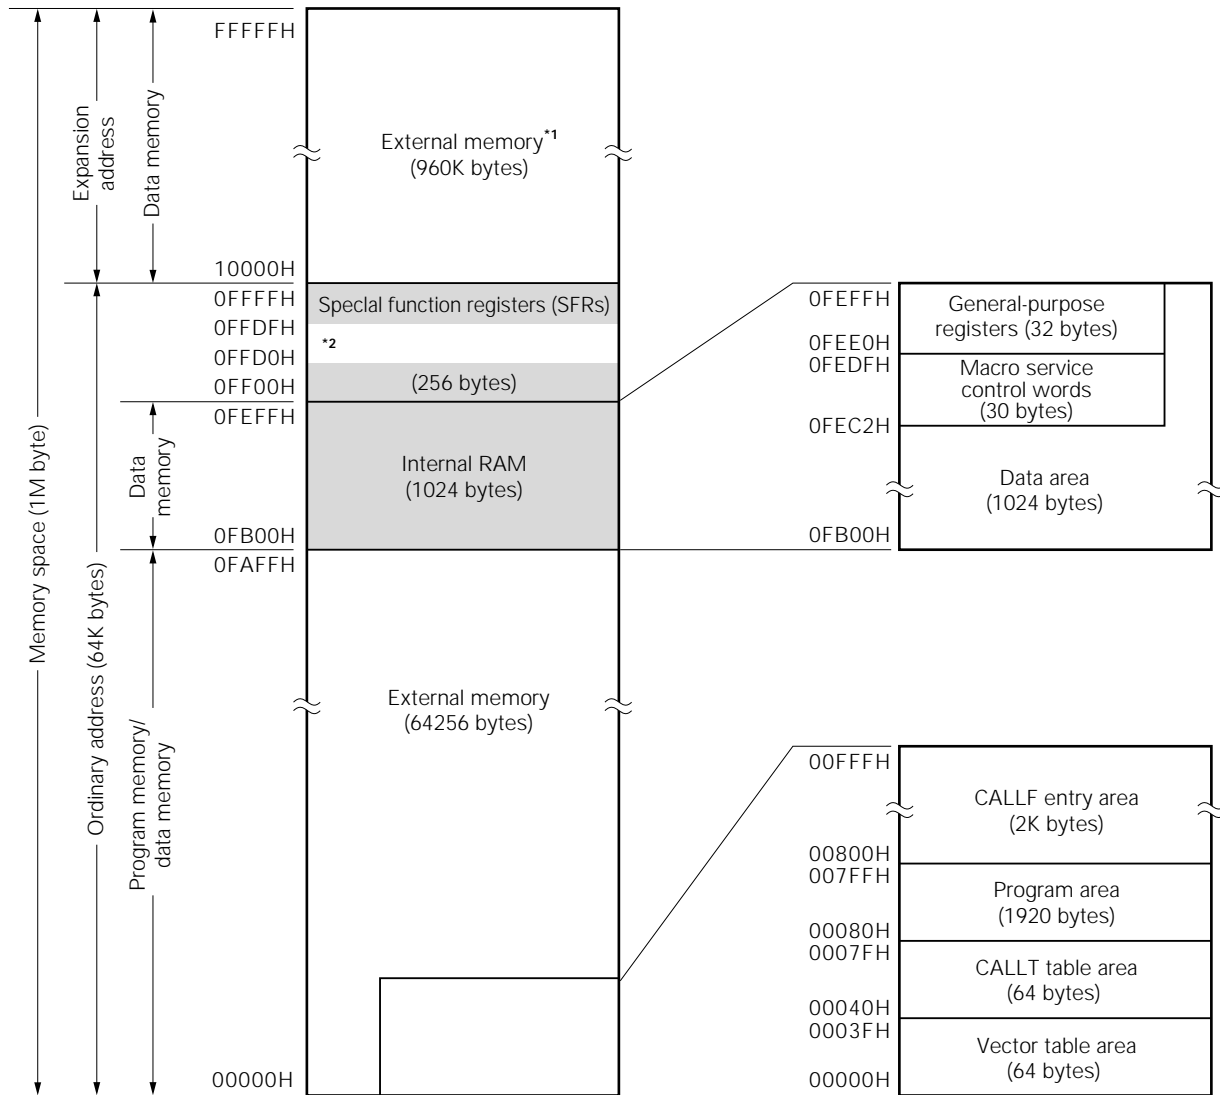 Memory space (1M byte)
Expansion
address
Ordinary address (64K bytes)
Data memory
Data
memory
Program memory/
data memory
FFFFFH
External memory*1
(960K bytes)
10000H
0FFFFH
Speclal function registers (SFRs)
0FFDFH
*2
0FFD0H
(256 bytes)
0FF00H
0FEFFH
Internal RAM
(1024 bytes)
0FB00H
0FAFFH
External memory
(64256 bytes)
00000H
0FEFFH
General-purpose
registers (32 bytes)
0FEE0H
0FEDFH
Macro service
control words
(30 bytes)
0FEC2H
Data area
(1024 bytes)
0FB00H
00FFFH
CALLF entry area
(2K bytes)
00800H
007FFH
Program area
(1920 bytes)
00080H
0007FH
CALLT table area
(64 bytes)
00040H
0003FH
Vector table area
(64 bytes)
00000H